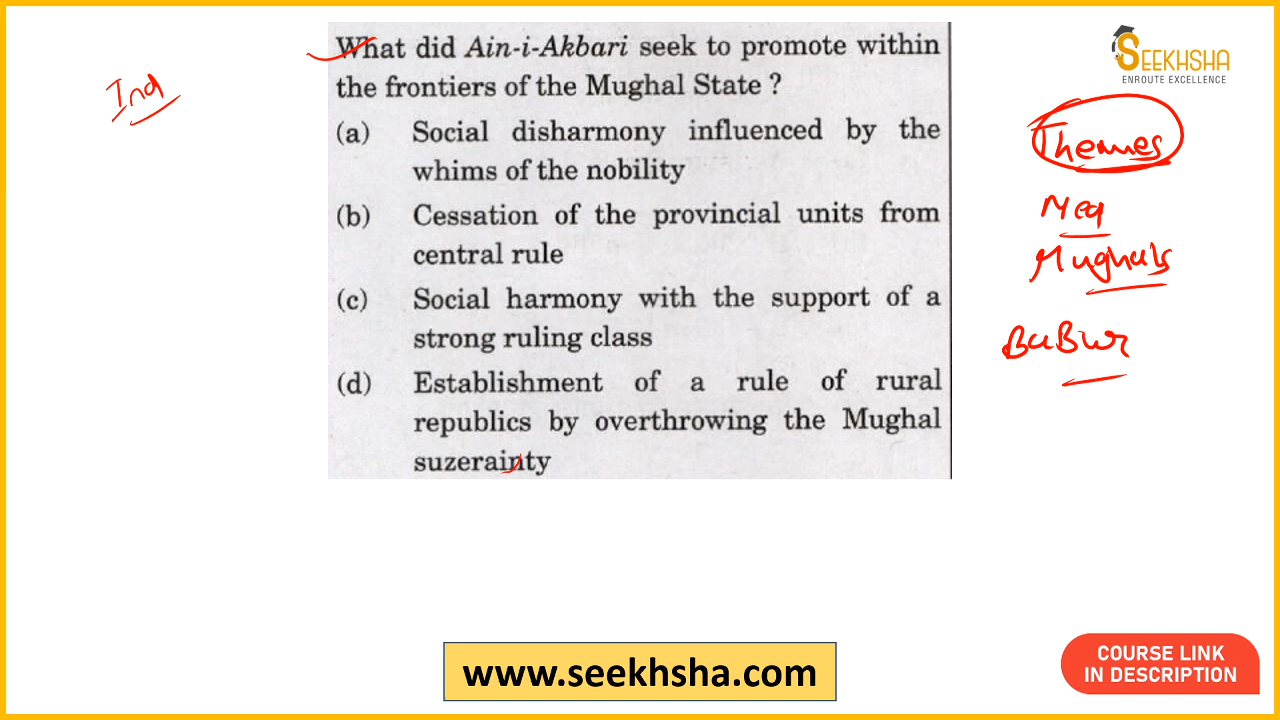 What did Ain-i-Akbari seek to promote within
the frontiers of the Mughal State ?
(a) Social disharmony influenced by the
whims of the nobility
(b) Cessation of the provincial units from
central rule
(c) Social harmony with the support of a
strong ruling class
(d) Establishment of a rule of rural
republics by overthrowing the Mughal
suzerainty
SEEKHSHA
ENROUTE EXCELLENCE
Themes
Mughals
BaBur
www.seekhsha.com
COURSE LINK
IN DESCRIPTION